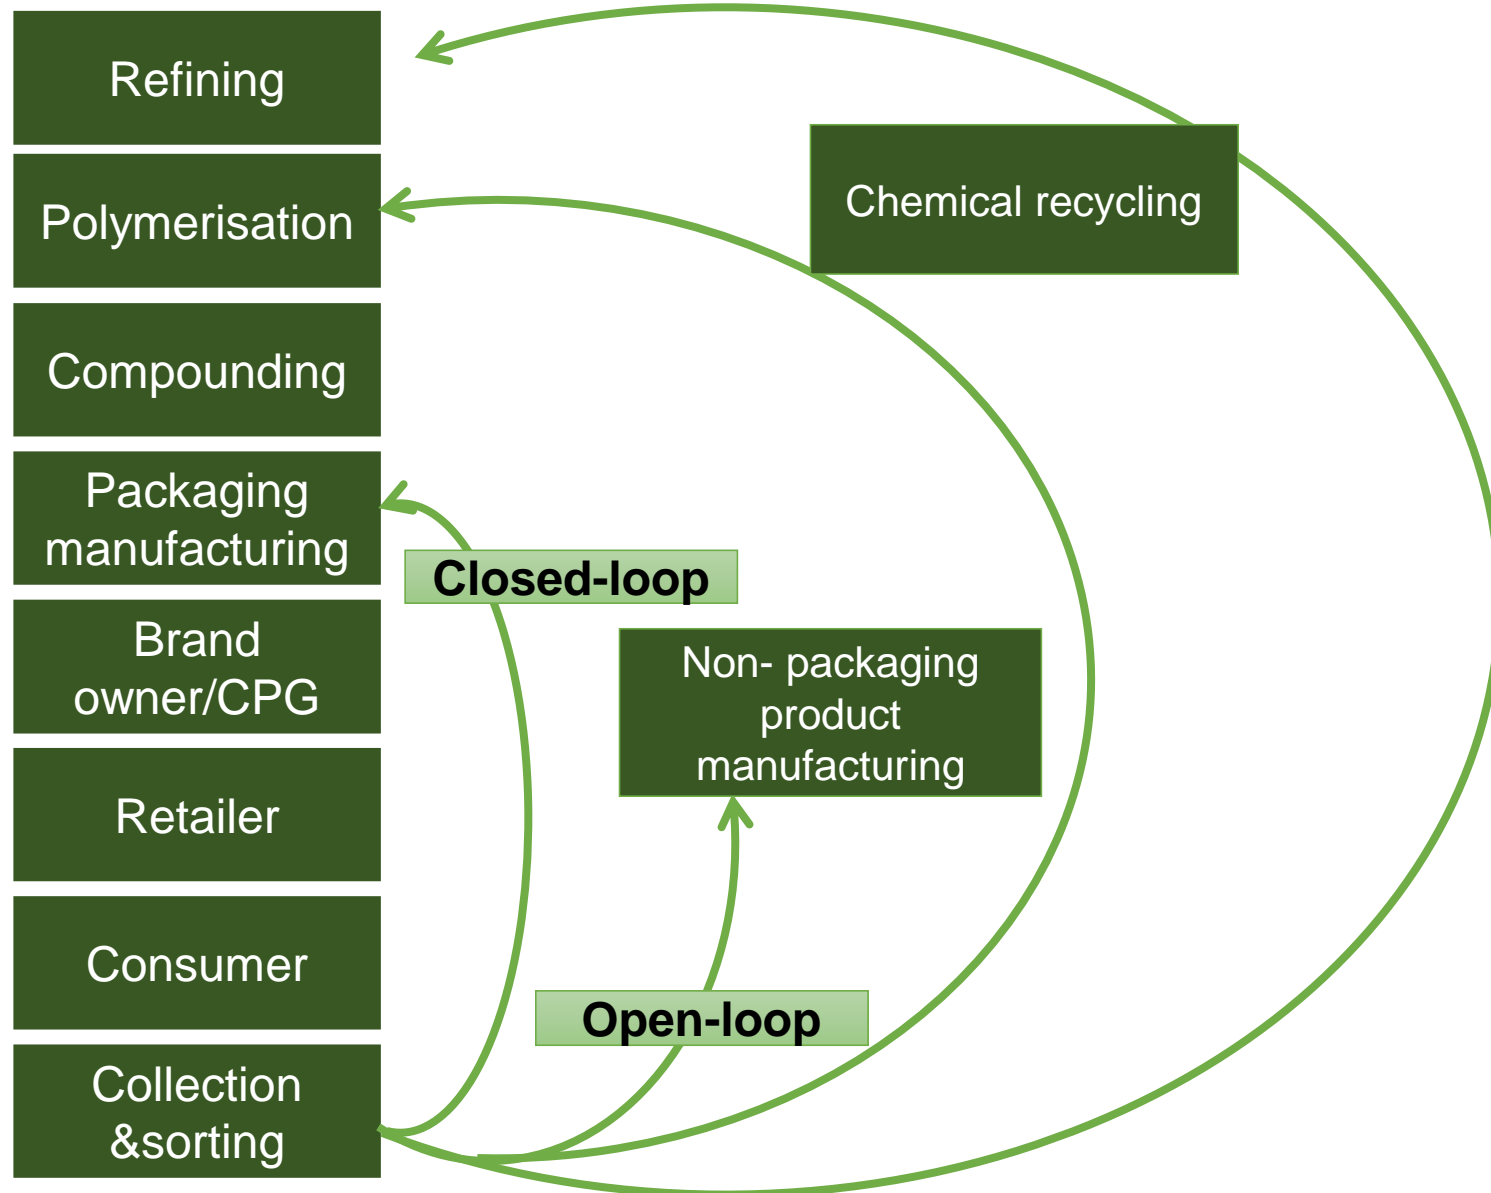 Refining
Polymerisation
Compounding
Packaging
manufacturing
Brand
owner/CPG
Retailer
Consumer
Collection
&sorting
Chemical recycling
Closed-loop
Non- packaging
product
manufacturing
Open-loop